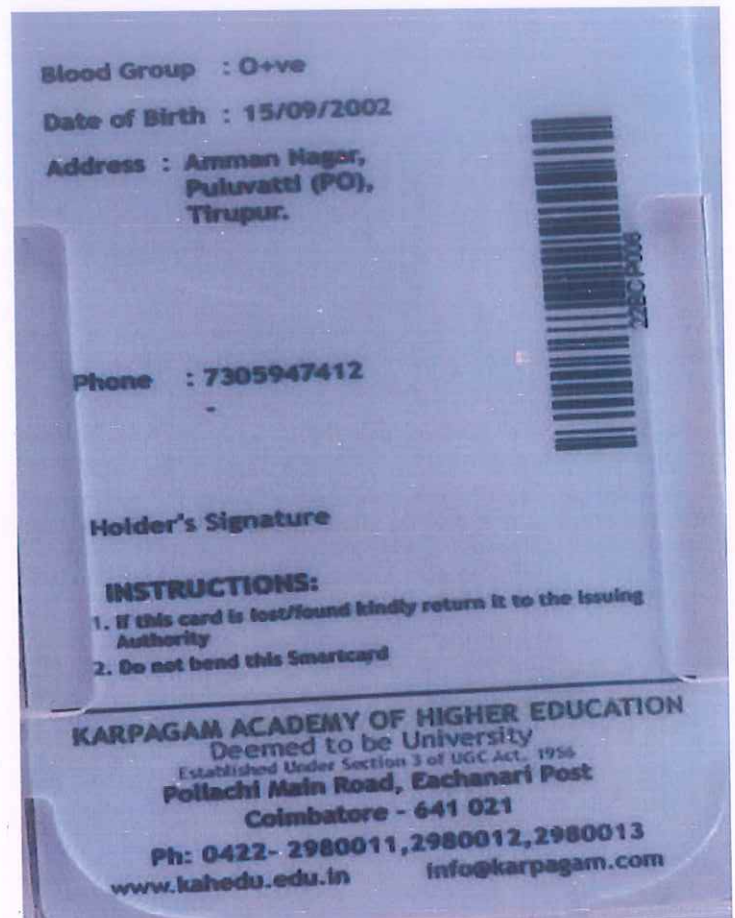 Blood Group : O+ve
Date of Birth : 15/09/2002
Address : Amman Nagar,
Puluvatti (PO),
Tirupur.
22BCP006
Phone : 7305947412
-
Holder's Signature
INSTRUCTIONS:
1. If this card is lost/found kindly return it to the Issuing
Authority
2. Do not bend this Smartcard
KARPAGAM ACADEMY OF HIGHER EDUCATION
Deemed to be University
Established Under Section 3 of UGC Act, 1956
Pollachi Main Road, Eachanari Post
Coimbatore - 641 021
Ph: 0422- 2980011,2980012,2980013
www.kahedu.edu.in info@karpagam.com